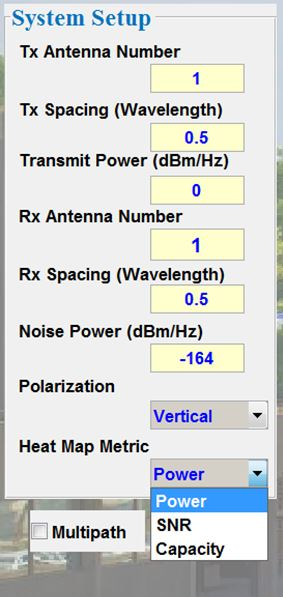 System Setup
Tx Antenna Number
1
Tx Spacing (Wavelength)
0.5
Transmit Power (dBm/Hz)
0
Rx Antenna Number
1
Rx Spacing (Wavelength)
0.5
Noise Power (dBm/Hz)
-164
Polarization
Vertical
Heat Map Metric
Power
Power
SNR
Capacity
Multipath